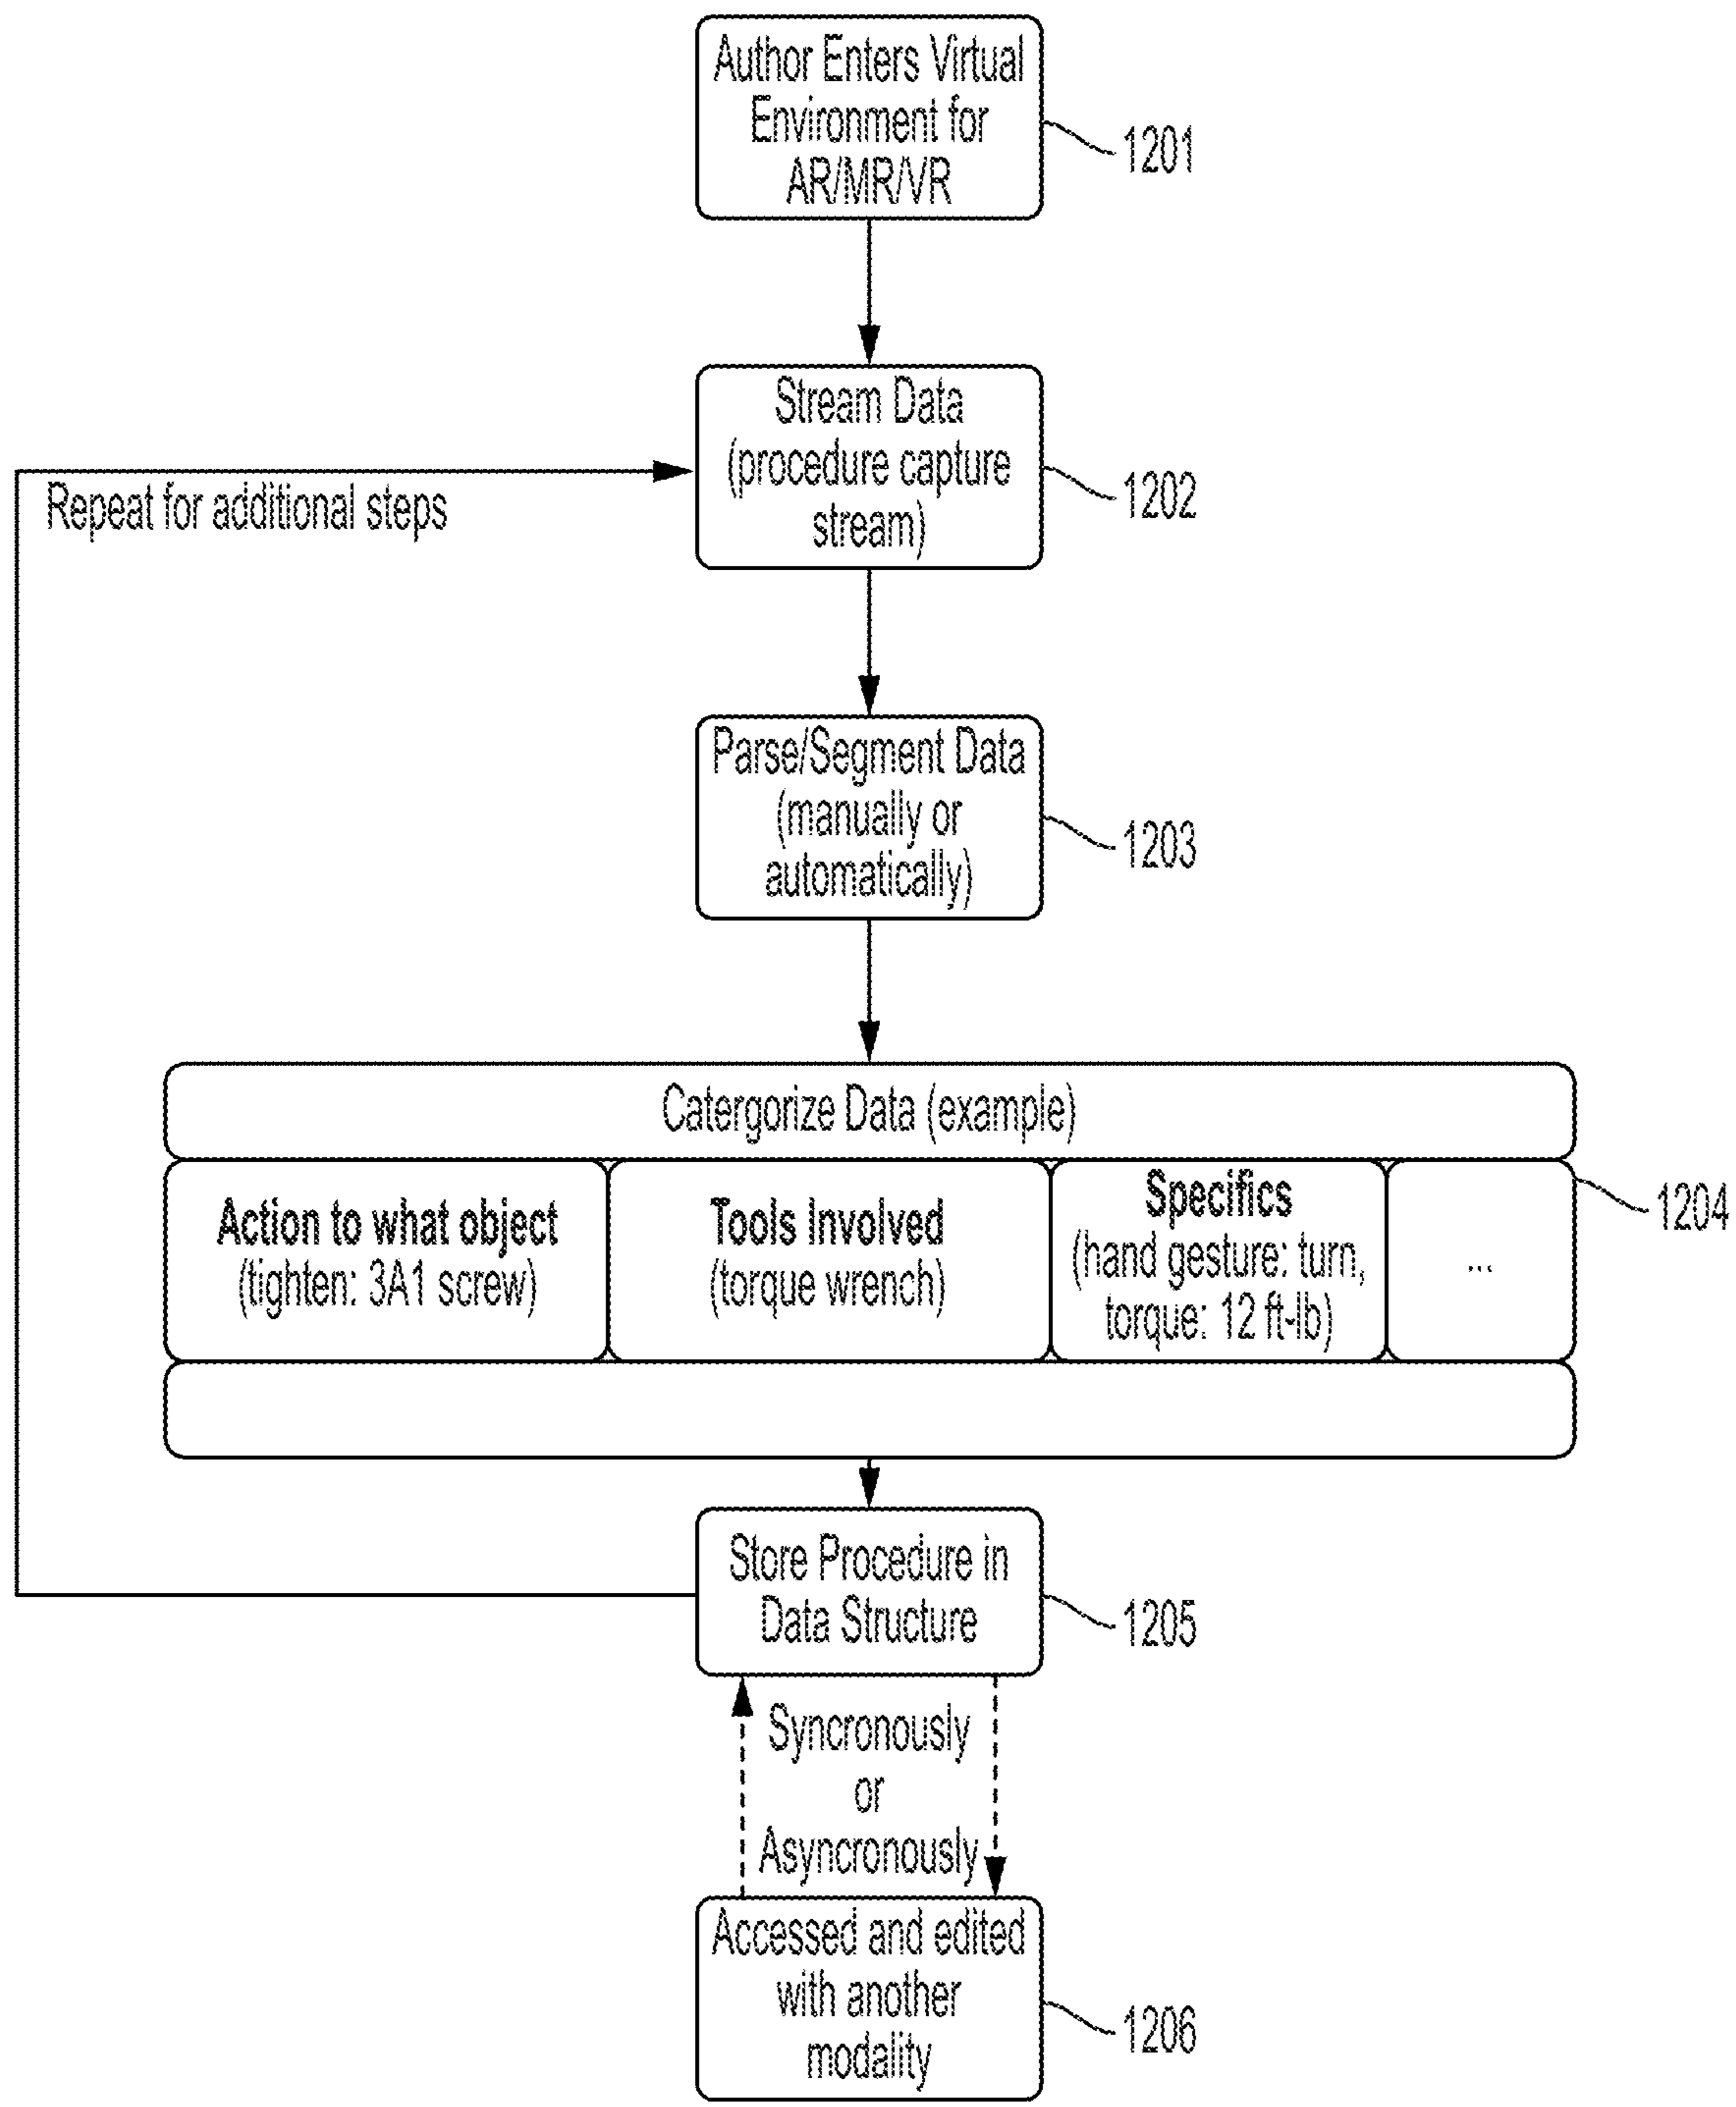 Author Enters Virtual
Environment for
AR/MR/VR
1201
Stream Data
(procedure capture
stream)
1202
Repeat for additional steps
Parse/Segment Data
(manually or
automatically)
1203
Catergorize Data (example)
Action to what object
(tighten: 3A1 screw)
Tools Involved
(torque wrench)
Specifics
(hand gesture: turn,
torque: 12 ft-lb)
...
1204
Store Procedure in
Data Structure
1205
Syncronously
or
Asyncronously
Accessed and edited
with another
modality
1206